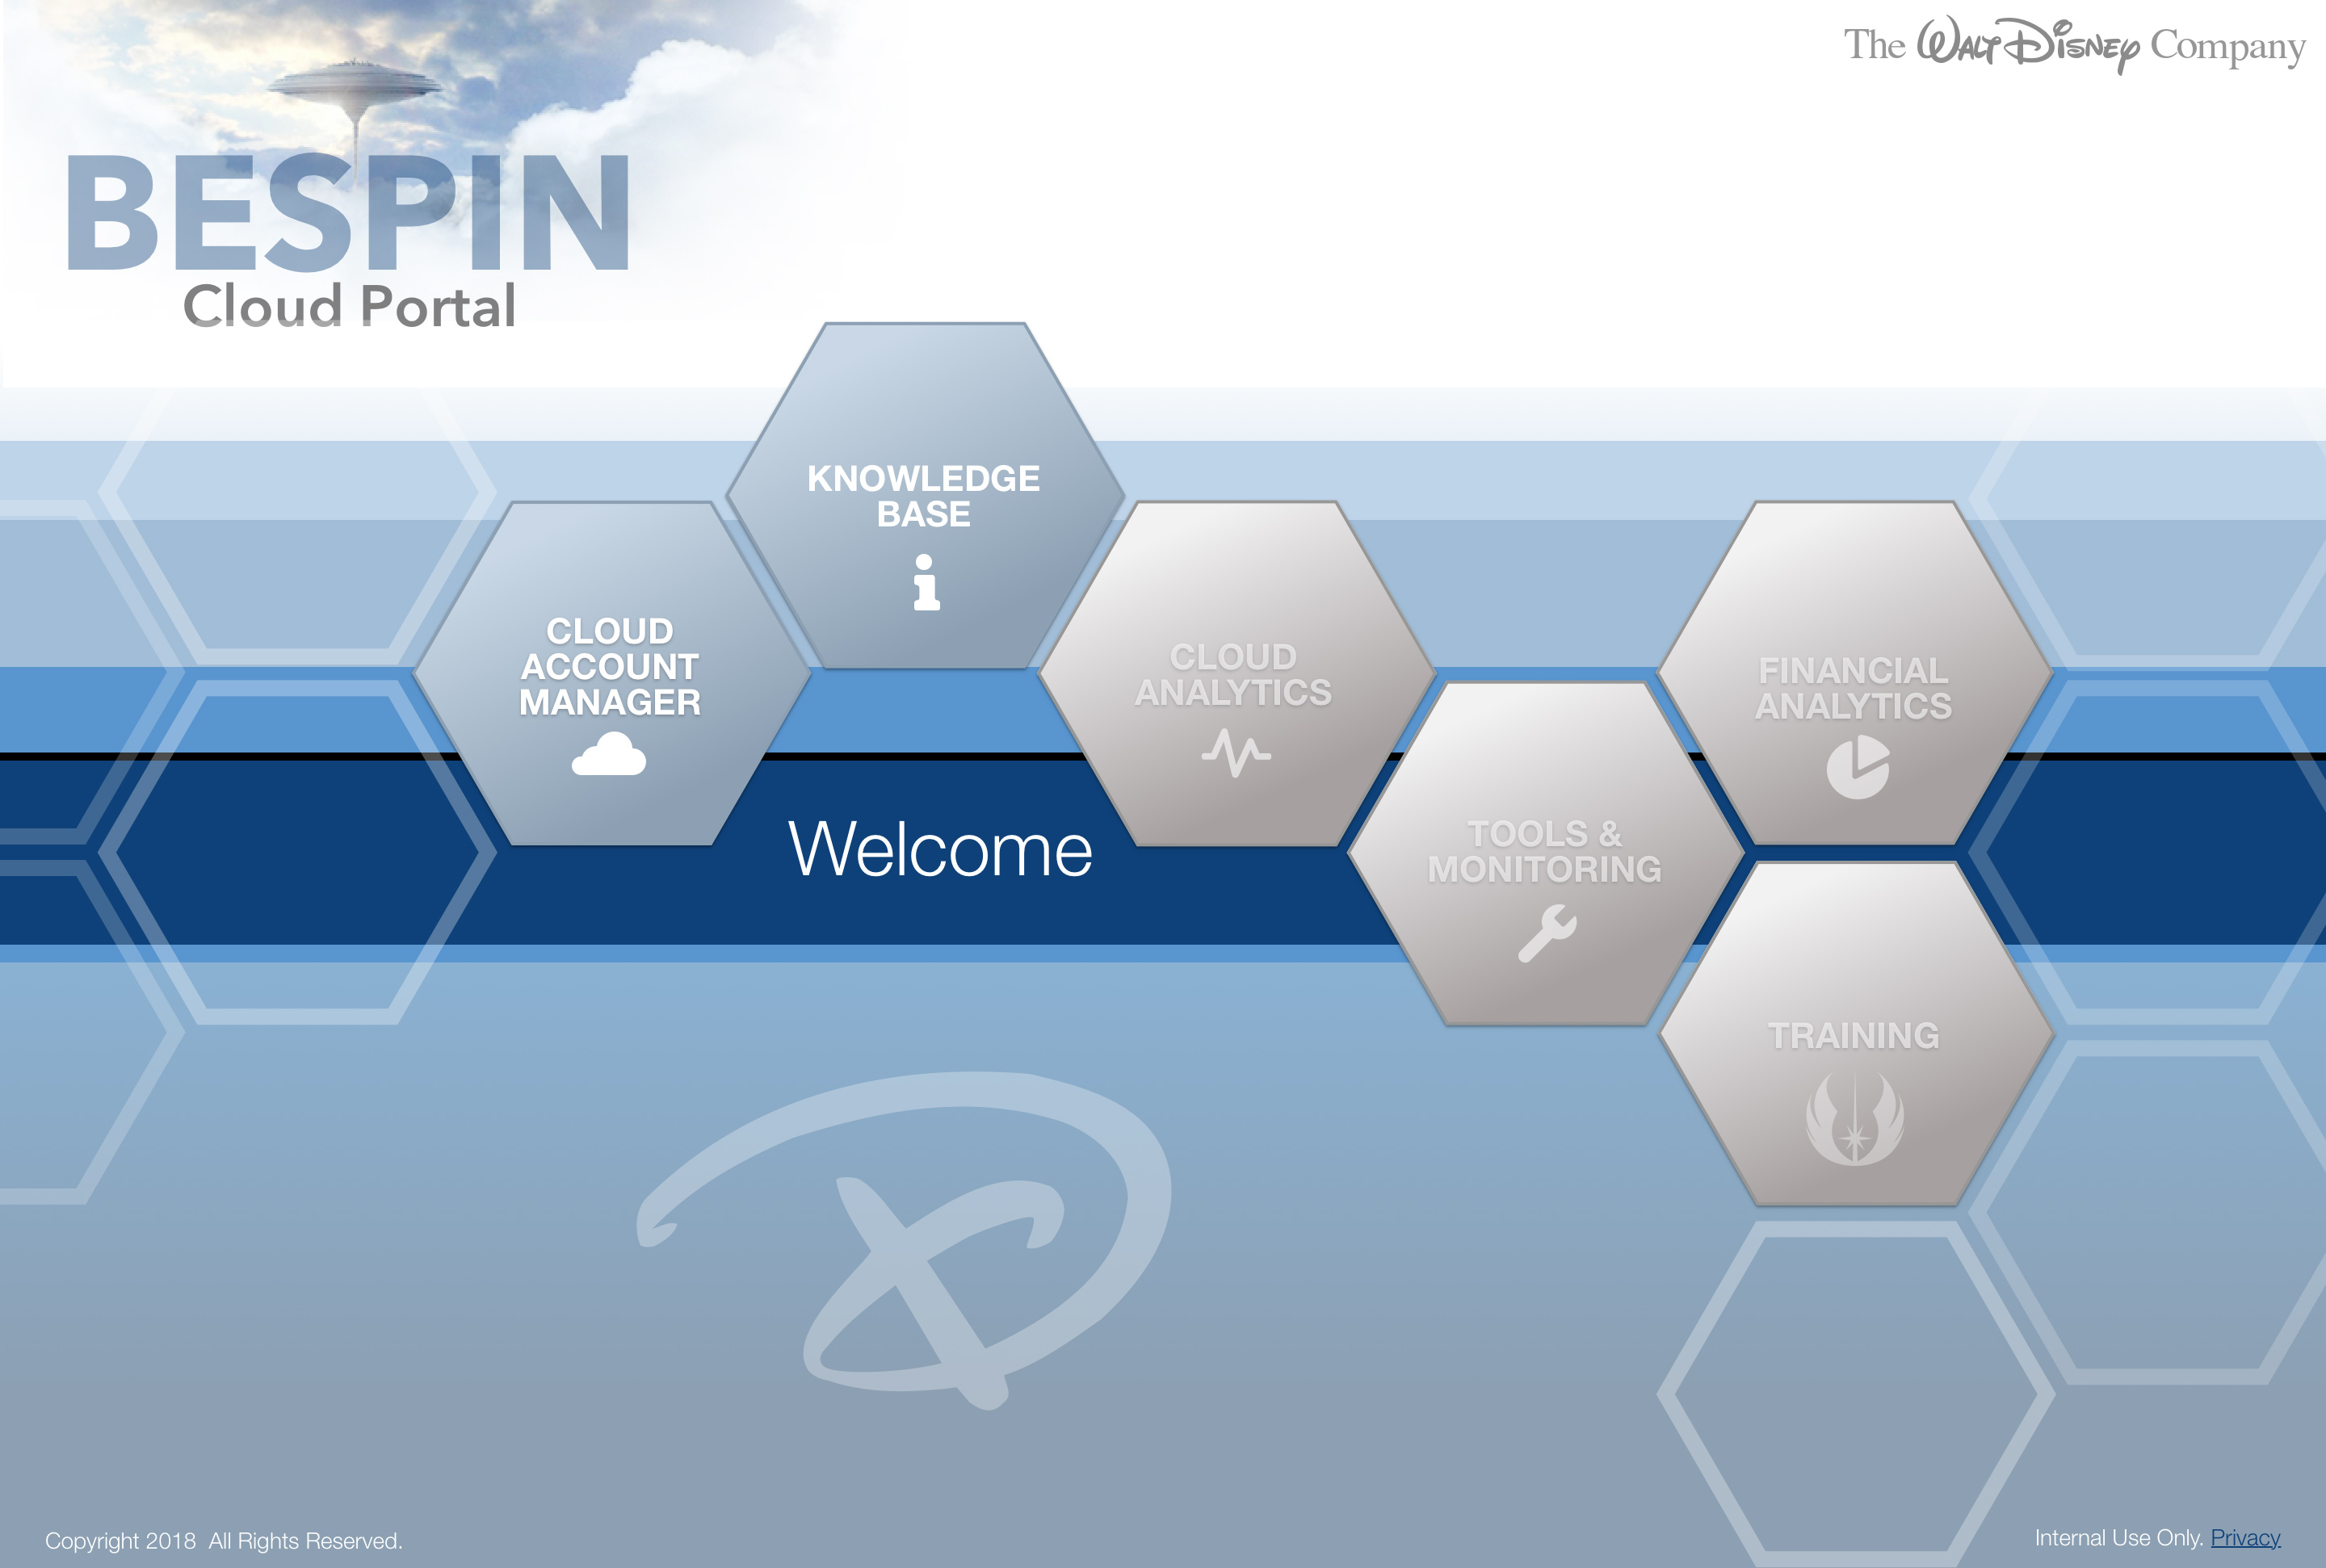 The Walt Disney Company
BESPIN
Cloud Portal
KNOWLEDGE
BASE
CLOUD
ACCOUNT
MANAGER
CLOUD
ANALYTICS
FINANCIAL
ANALYTICS
TOOLS &
MONITORING
Welcome
TRAINING
Copyright 2018  All Rights Reserved.
Internal Use Only. Privacy